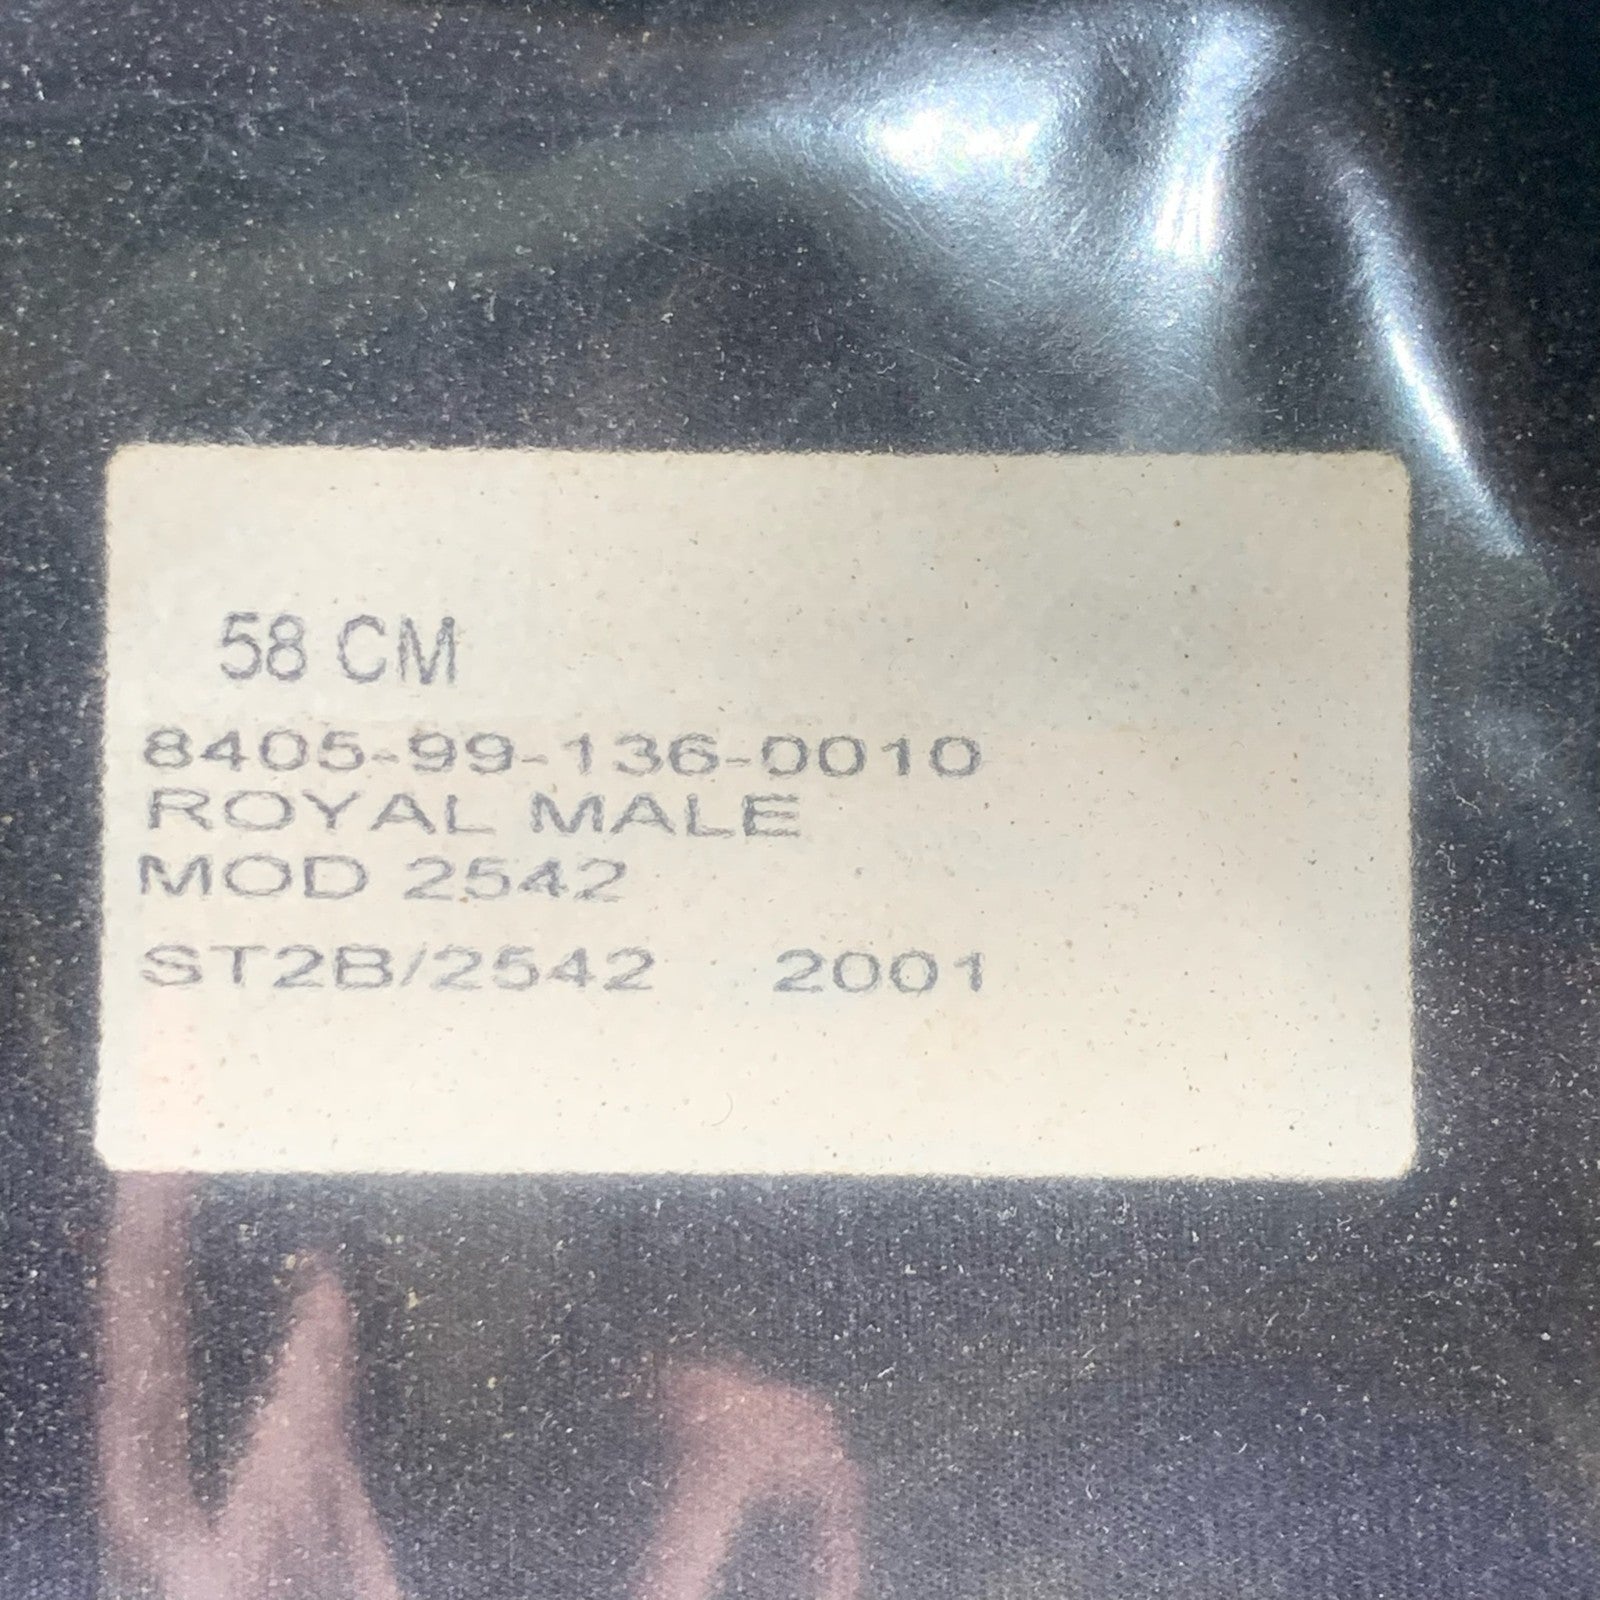 58 CM
8405-99-136-0010
ROYAL MALE
MOD 2542
ST2B/2542 2001